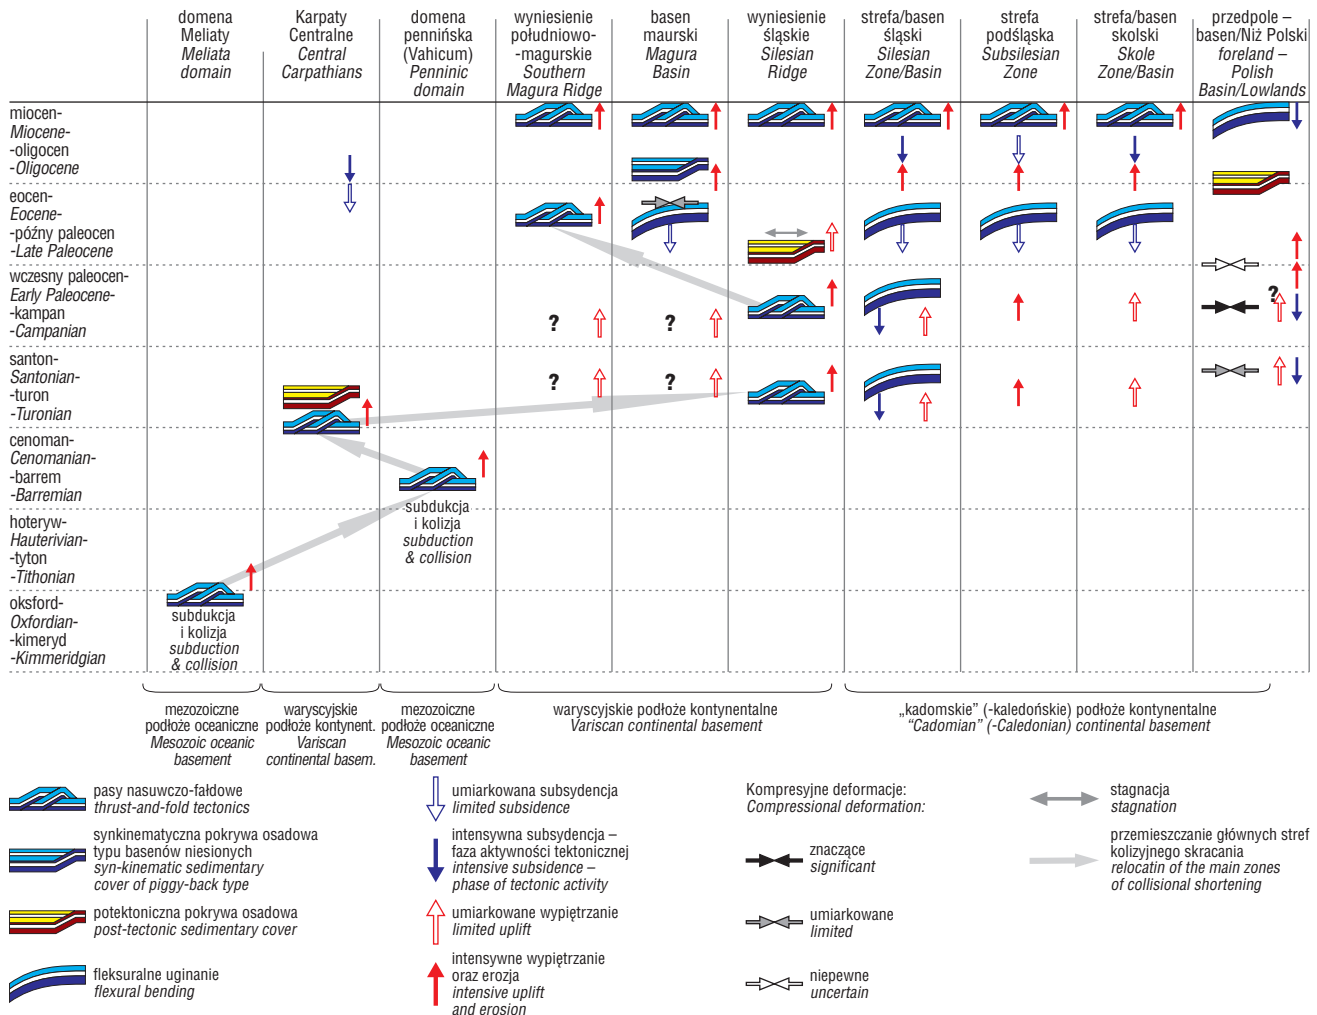 domena
Meliaty
Meliata
domain
Karpaty
Centralne
Central
Carpathians
domena
pennińska
(Vahicum)
Penninic
domain
wyniesienie
południowo-
-magurskie
Southern
Magura Ridge
basen
maurski
Magura
Basin
wyniesienie
śląskie
Silesian
Ridge
strefa/basen
śląski
Silesian
Zone/Basin
strefa
podśląska
Subsilesian
Zone
strefa/basen
skolski
Skole
Zone/Basin
przedpole –
basen/Niż Polski
foreland –
Polish
Basin/Lowlands
miocen-
Miocene-
-oligocen
-Oligocene
eocen-
Eocene-
-późny paleocen
-Late Paleocene
wczesny paleocen-
Early Paleocene-
-kampan
-Campanian
?
?
?
santon-
Santonian-
-turon
-Turonian
?
?
cenoman-
Cenomanian-
-barrem
-Barremian
subdukcja
i kolizja
subduction
& collision
hoteryw-
Hauterivian-
-tyton
-Tithonian
oksford-
Oxfordian-
-kimeryd
-Kimmeridgian
subdukcja
i kolizja
subduction
& collision
mezozoiczne
podłoże oceaniczne
Mesozoic oceanic
basement
waryscyjskie
podłoże kontynent.
Variscan
continental basem.
mezozoiczne
podłoże oceaniczne
Mesozoic oceanic
basement
waryscyjskie podłoże kontynentalne
Variscan continental basement
„kadomskie” (-kaledońskie) podłoże kontynentalne
“Cadomian” (-Caledonian) continental basement
pasy nasuwczo-fałdowe
thrust-and-fold tectonics
synkinematyczna pokrywa osadowa
typu basenów niesionych
syn-kinematic sedimentary
cover of piggy-back type
potektoniczna pokrywa osadowa
post-tectonic sedimentary cover
fleksuralne uginanie
flexural bending
umiarkowana subsydencja
limited subsidence
intensywna subsydencja –
faza aktywności tektonicznej
intensive subsidence –
phase of tectonic activity
umiarkowane wypiętrzanie
limited uplift
intensywne wypiętrzanie
oraz erozja
intensive uplift
and erosion
Kompresyjne deformacje:
Compressional deformation:
znaczące
significant
umiarkowane
limited
niepewne
uncertain
stagnacja
stagnation
przemieszczanie głównych stref
kolizyjnego skracania
relocatin of the main zones
of collisional shortening